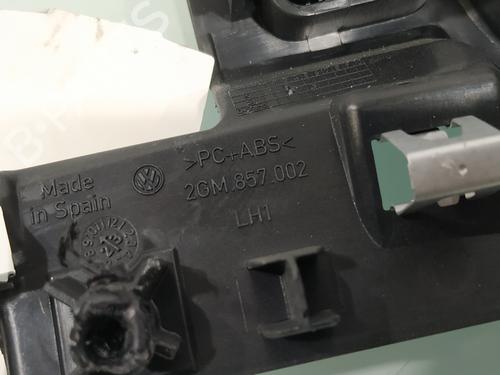 Made
in Spain
>PC+ABS<
2GM.857.002
LH1